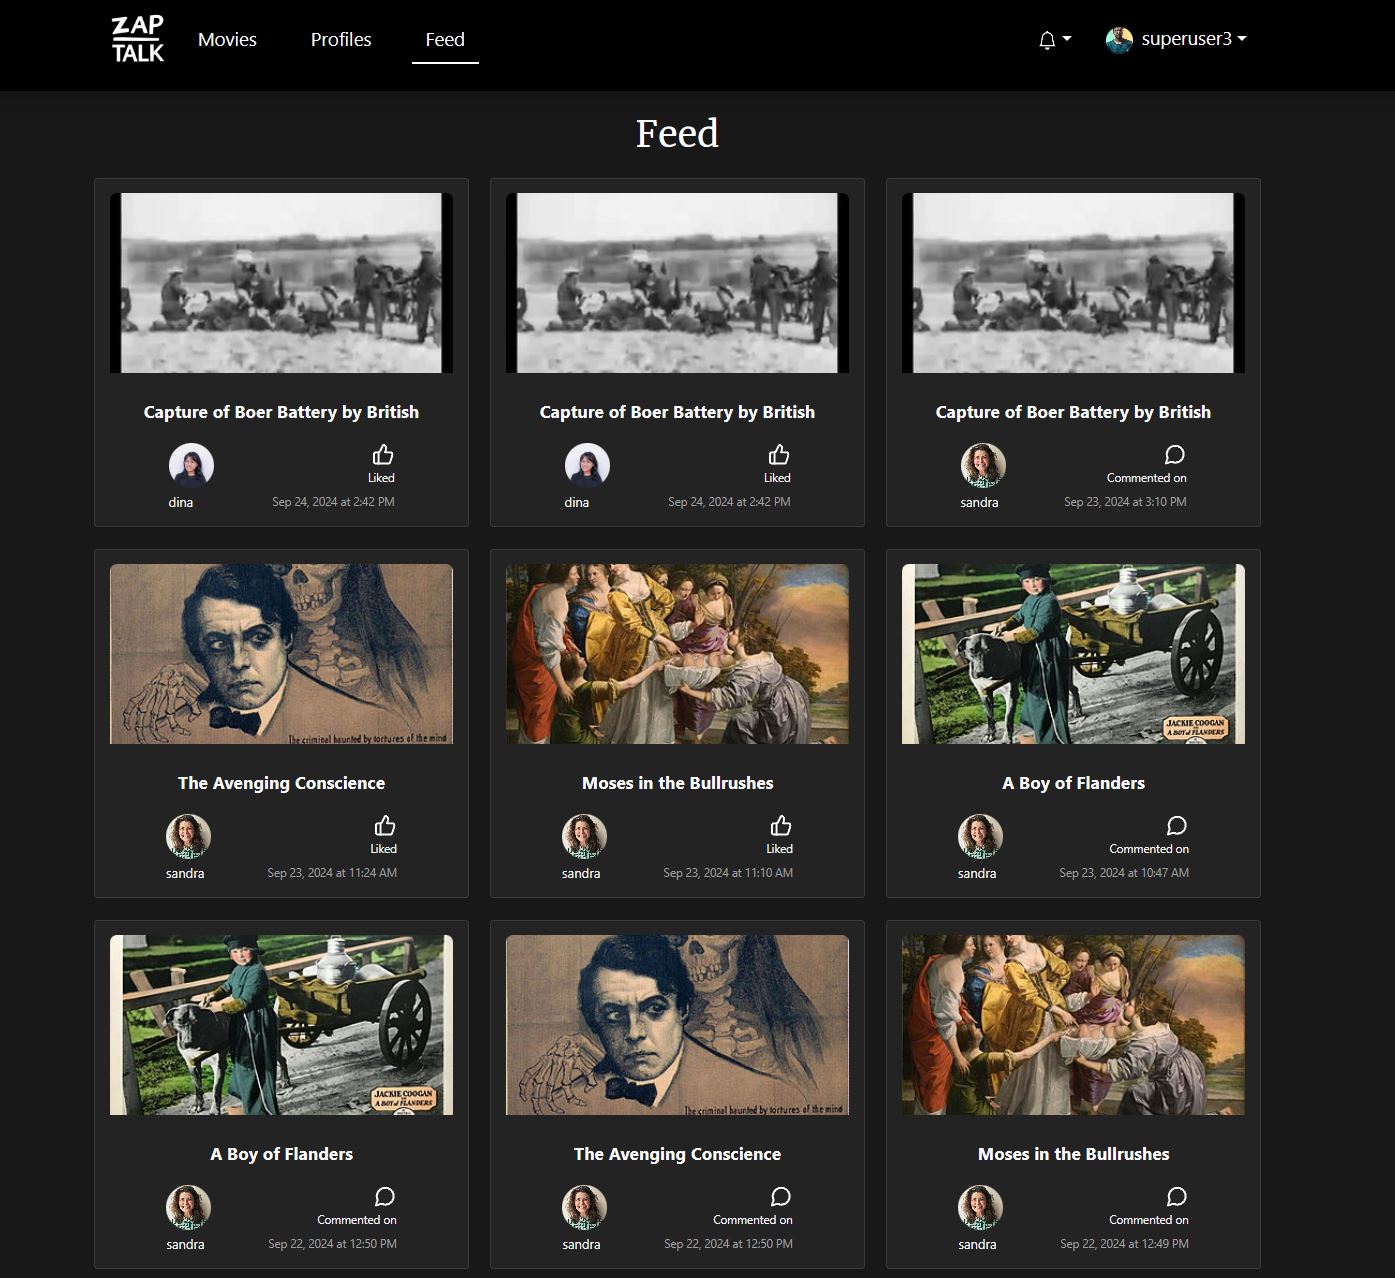 ZAP
TALK
Movies
Profiles
Feed
superuser3
Feed
Capture of Boer Battery by British
Liked
dina
Sep 24, 2024 at 2:42 PM
Capture of Boer Battery by British
Liked
dina
Sep 24, 2024 at 2:42 PM
Capture of Boer Battery by British
Commented on
sandra
Sep 23, 2024 at 3:10 PM
The criminal haunted by tortures of the mind
The Avenging Conscience
Liked
sandra
Sep 23, 2024 at 11:24 AM
Moses in the Bullrushes
Liked
sandra
Sep 23, 2024 at 11:10 AM
JACKIE COOGAN
A BOY of FLANDERS
A Boy of Flanders
Commented on
sandra
Sep 23, 2024 at 10:47 AM
JACKIE COOGAN
A BOY of FLANDERS
A Boy of Flanders
Commented on
sandra
Sep 22, 2024 at 12:50 PM
The criminal haunted by tortures of the mind
The Avenging Conscience
Commented on
sandra
Sep 22, 2024 at 12:50 PM
Moses in the Bullrushes
Commented on
sandra
Sep 22, 2024 at 12:49 PM